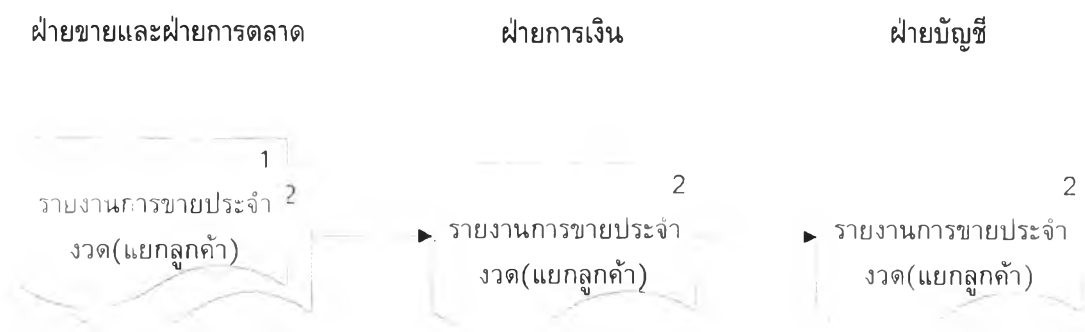 ฝ่ายขายและฝ่ายการตลาด ฝ่ายการเงิน ฝ่ายบัญชี
1
2
รายงานการขายประจำ
งวด(แยกลูกค้า)
2
รายงานการขายประจำ
งวด(แยกลูกค้า)
2
รายงานการขายประจำ
งวด(แยกลูกค้า)